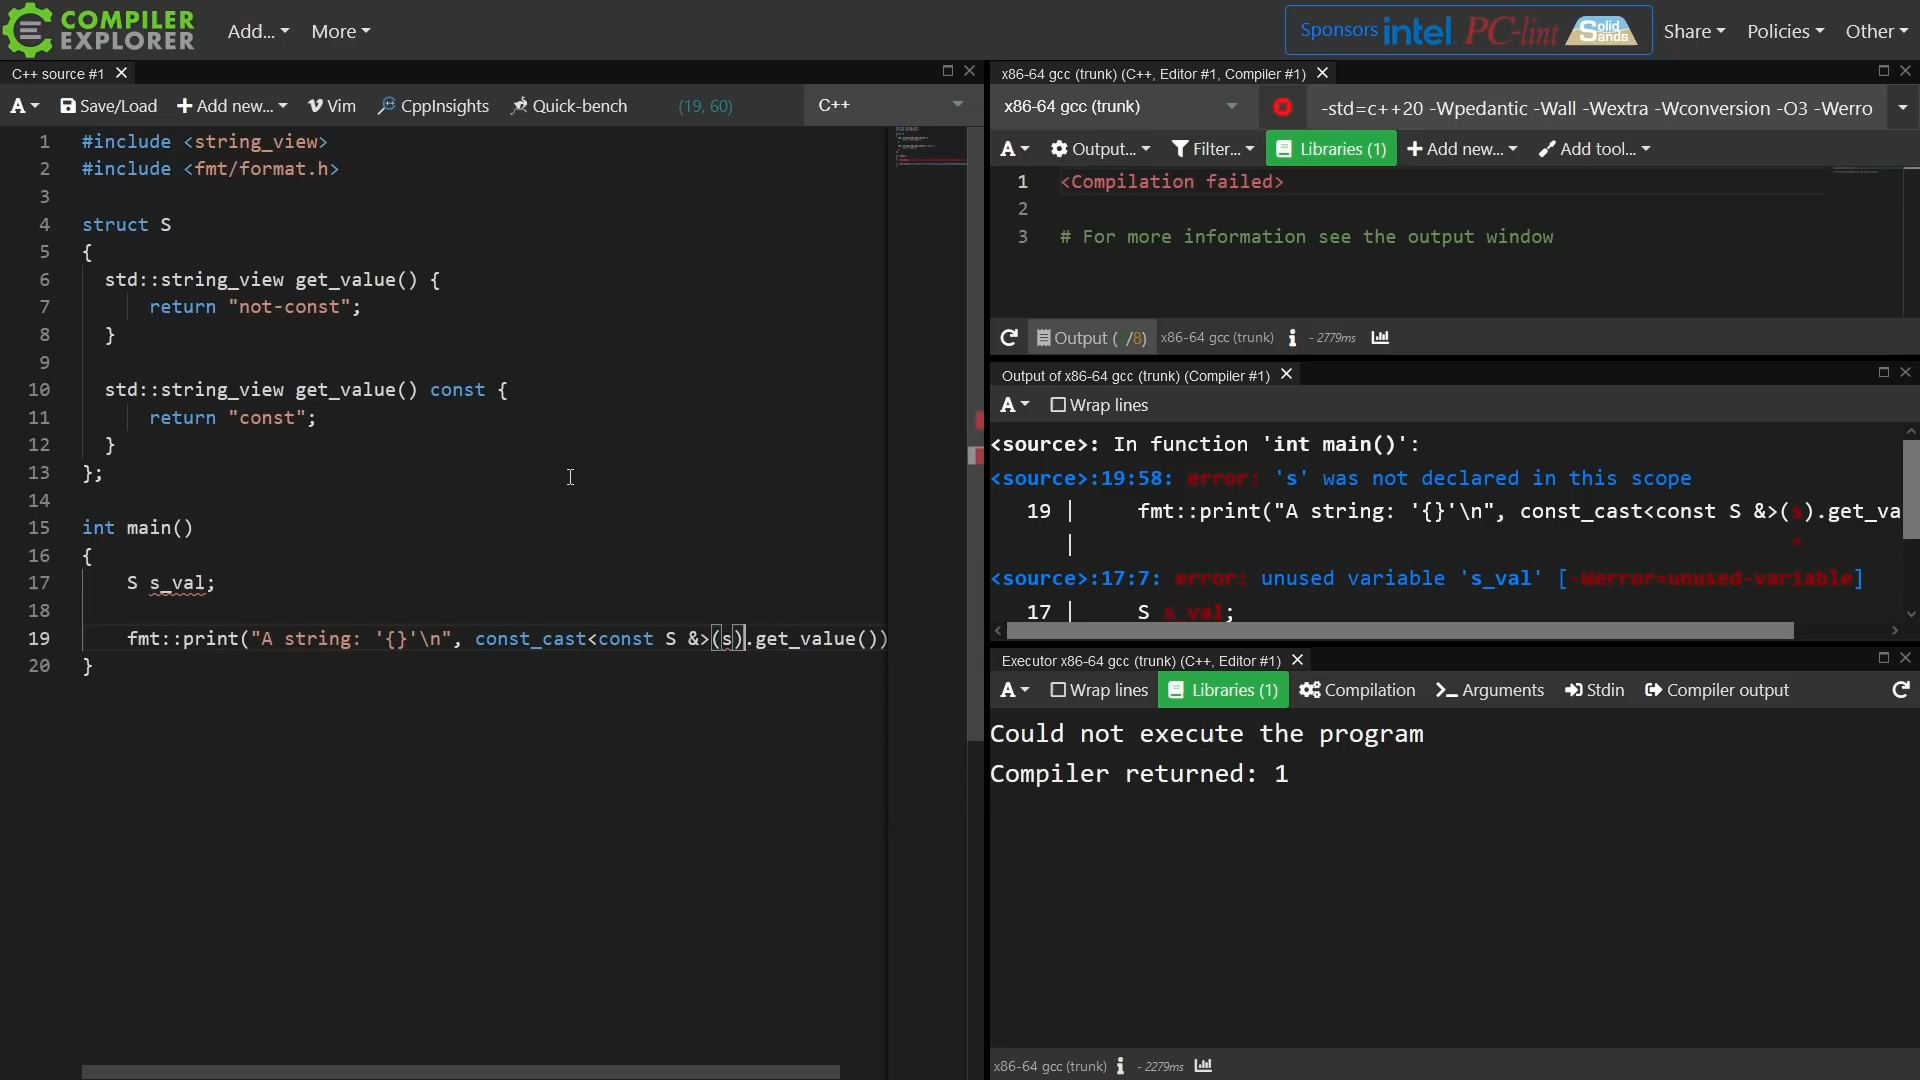 COMPILER
EXPLORER
Add...
More
Sponsors intel PC-lint Solid Sands
Share
Policies
Other
C++ source #1
A
Save/Load
Add new...
Vim
CppInsights
Quick-bench
(19, 60)
C++
1 #include <string_view>
2 #include <fmt/format.h>
3
4 struct S
5 {
6 std::string_view get_value() {
7 return "not-const";
8 }
9
10 std::string_view get_value() const {
11 return "const";
12 }
13 };
14
15 int main()
16 {
17 S s_val;
18
19 fmt::print("A string: '{}'\n", const_cast<const S &>(s).get_value())
20 }
x86-64 gcc (trunk) (C++, Editor #1, Compiler #1)
x86-64 gcc (trunk)
-std=c++20 -Wpedantic -Wall -Wextra -Wconversion -O3 -Werro
A
Output...
Filter...
Libraries (1)
Add new...
Add tool...
1 <Compilation failed>
2
3 # For more information see the output window
Output ( /8) x86-64 gcc (trunk) i - 2779ms
Output of x86-64 gcc (trunk) (Compiler #1)
A
Wrap lines
<source>: In function 'int main()':
<source>:19:58: error: 's' was not declared in this scope
19 | fmt::print("A string: '{}'\n", const_cast<const S &>(s).get_va
| ^
<source>:17:7: error: unused variable 's_val' [-Werror=unused-variable]
17 | S s_val;
Executor x86-64 gcc (trunk) (C++, Editor #1)
A
Wrap lines
Libraries (1)
Compilation
Arguments
Stdin
Compiler output
Could not execute the program
Compiler returned: 1
x86-64 gcc (trunk) i - 2279ms